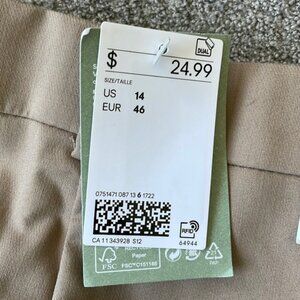 DUAL
$ 24.99
SIZE/TAILLE
US 14
EUR 46
0751471 087 13 6 1722
RFID
CA 11 343928 S12
64944
FSC
Paper
FSC® C151165